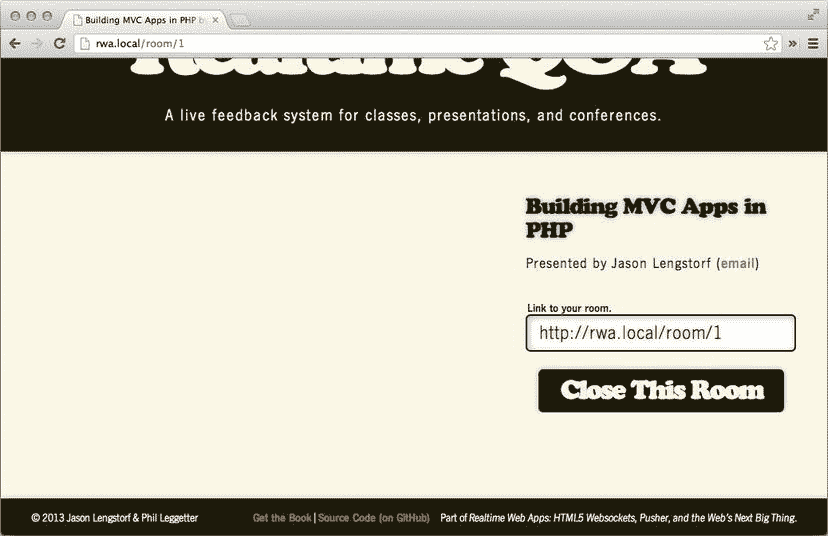 Building MVC Apps in PHP b
rwa.local/room/1
Realtime Q&A
A live feedback system for classes, presentations, and conferences.
Building MVC Apps in
PHP
Presented by Jason Lengstorf (email)
Link to your room.
http://rwa.local/room/1
Close This Room
© 2013 Jason Lengstorf & Phil Leggetter
Get the Book | Source Code (on GitHub)
Part of Realtime Web Apps: HTML5 Websockets, Pusher, and the Web's Next Big Thing.